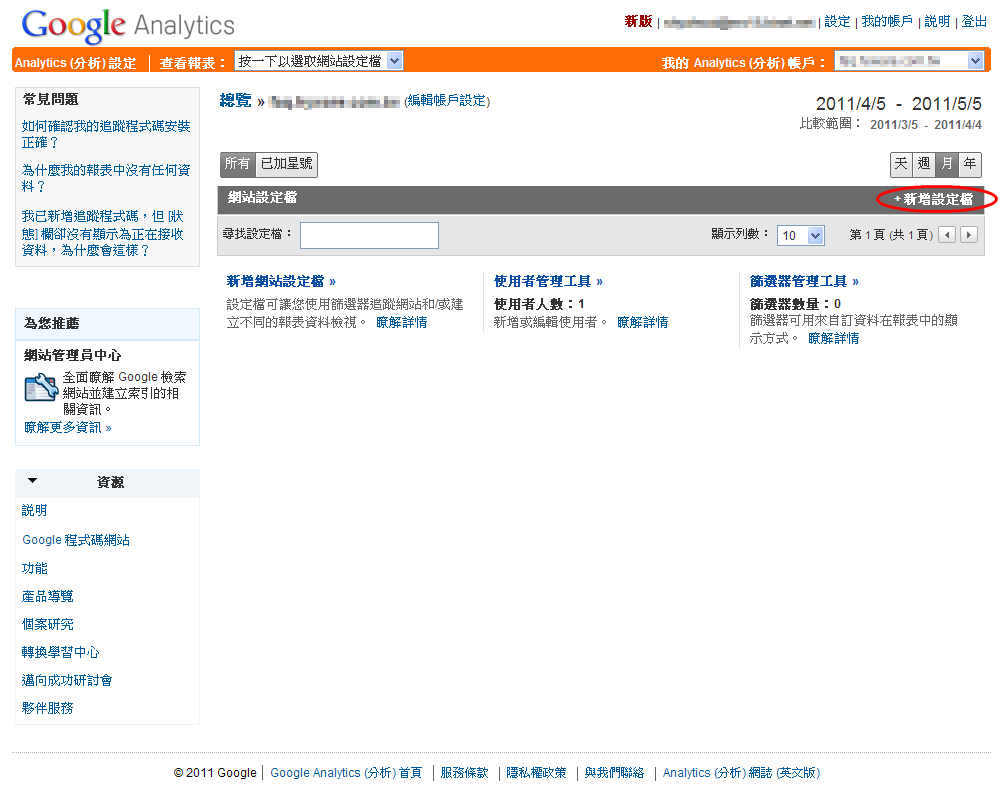 Google Analytics
新版 | | 設定 | 我的帳戶 | 說明 | 登出
Analytics (分析) 設定 | 查看報表： 按一下以選取網站設定檔
我的 Analytics (分析) 帳戶：
常見問題
如何確認我的追蹤程式碼安裝
正確？
為什麼我的報表中沒有任何資
料？
我已新增追蹤程式碼，但 [狀
態] 欄卻沒有顯示為正在接收
資料，為什麼會這樣？
為您推薦
網站管理員中心
全面瞭解 Google 檢索
網站並建立索引的相
關資訊。
瞭解更多資訊 »
資源
說明
Google 程式碼網站
功能
產品導覽
個案研究
轉換學習中心
邁向成功研討會
夥伴服務
總覽 » (編輯帳戶設定)
2011/4/5 - 2011/5/5
比較範圍： 2011/3/5 - 2011/4/4
所有 已加星號
天 週 月 年
網站設定檔
+ 新增設定檔
尋找設定檔：
顯示列數： 10 第 1 頁 (共 1 頁)
新增網站設定檔 »
設定檔可讓您使用篩選器追蹤網站和/或建
立不同的報表資料檢視。 瞭解詳情
使用者管理工具 »
使用者人數：1
新增或編輯使用者。 瞭解詳情
篩選器管理工具 »
篩選器數量：0
篩選器可用來自訂資料在報表中的顯
示方式。 瞭解詳情
© 2011 Google | Google Analytics (分析) 首頁 | 服務條款 | 隱私權政策 | 與我們聯絡 | Analytics (分析) 網誌 (英文版)